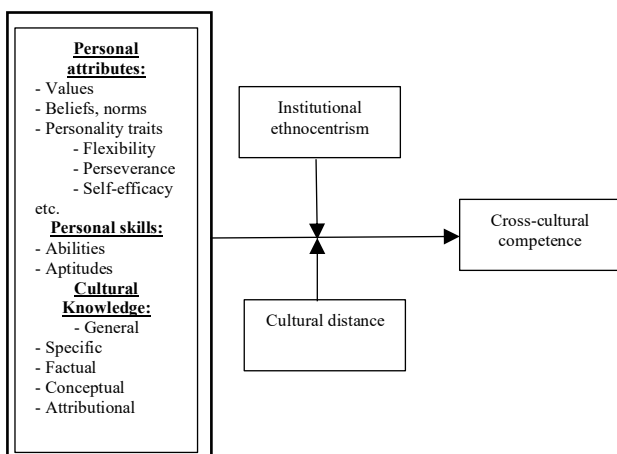 Personal
attributes:
- Values
- Beliefs, norms
- Personality traits
- Flexibility
- Perseverance
- Self-efficacy
etc.
Personal skills:
- Abilities
- Aptitudes
Cultural
Knowledge:
- General
- Specific
- Factual
- Conceptual
- Attributional
Institutional
ethnocentrism
Cultural distance
Cross-cultural
competence